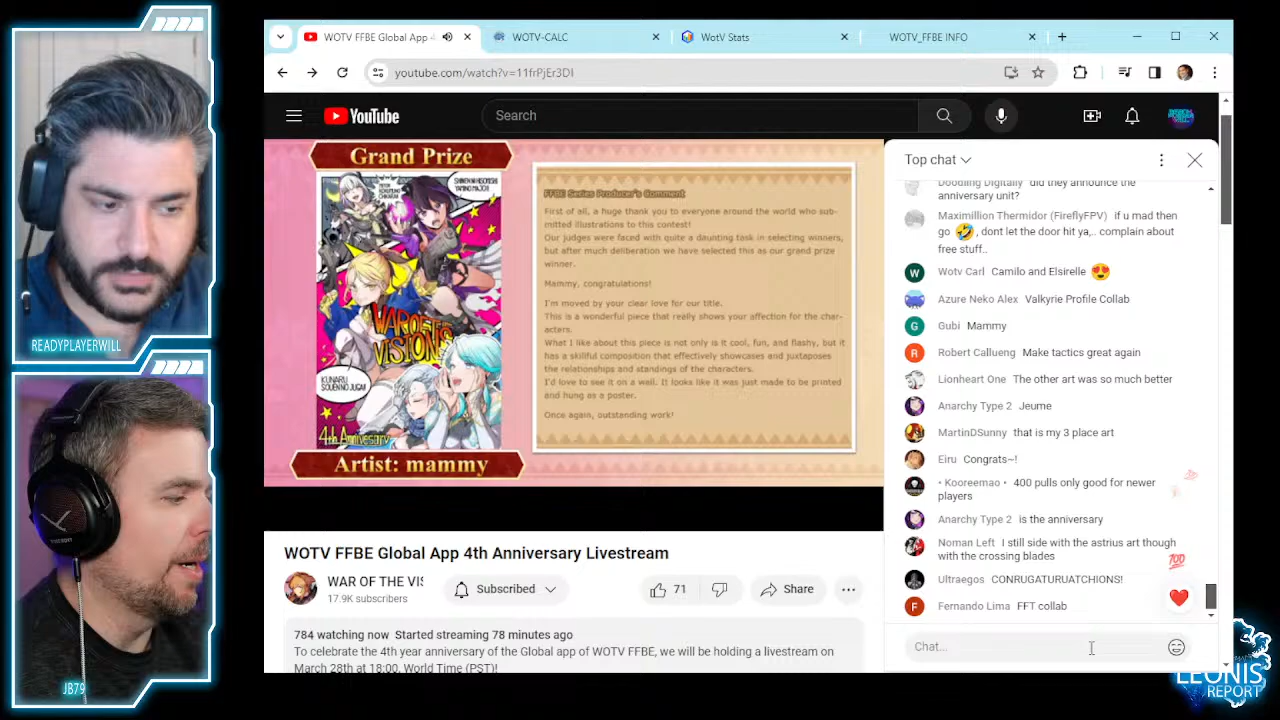 WOTV FFBE Global App 4
WOTV-CALC
WotV Stats
WOTV_FFBE INFO
youtube.com/watch?v=11frPjEr3DI
YouTube
Search
Grand Prize
SOUEN NO JUGA!!
KUNARU
WAR OF THE VISIONS
4th Anniversary
Artist: mammy
FFBE Series Producer's Comment
First of all, a huge thank you to everyone around the world who sub-
mitted illustrations to this contest!
Our judges were faced with quite a daunting task in selecting winners,
but after much deliberation we have selected this as our grand prize
winner.
Mammy, congratulations!
I'm moved by your clear love for our title.
This is a wonderful piece that really shows your affection for the char-
acters.
What I like about this piece is not only is it cool, fun, and flashy, but it
has a skillful composition that effectively showcases and juxtaposes
the relationships and standings of the characters.
I'd love to see it on a wall. It looks like it was just made to be printed
and hung as a poster.
Once again, outstanding work!
WOTV FFBE Global App 4th Anniversary Livestream
WAR OF THE VIS
17.9K subscribers
Subscribed
71
Share
784 watching now Started streaming 78 minutes ago
To celebrate the 4th year anniversary of the Global app of WOTV FFBE, we will be holding a livestream on
March 28th at 18:00, World Time (PST)!
Top chat
Doodling Digitally did they announce the
anniversary unit?
Maximillion Thermidor (FireflyFPV) if u mad then
go 🤣, dont let the door hit ya,.. complain about
free stuff..
W
Wotv Carl Camilo and Elsirelle 😍
Azure Neko Alex Valkyrie Profile Collab
G
Gubi Mammy
R
Robert Callueng Make tactics great again
Lionheart One The other art was so much better
Anarchy Type 2 Jeume
MartinDSunny that is my 3 place art
Eiru Congrats~!
• Kooreemao • 400 pulls only good for newer
players
Anarchy Type 2 is the anniversary
Noman Left I still side with the astrius art though
with the crossing blades
Ultraegos CONRUGATURUATCHIONS!
F
Fernando Lima FFT collab
💯
Chat...
READYPLAYERWILL
JB79
LEONIS
REPORT